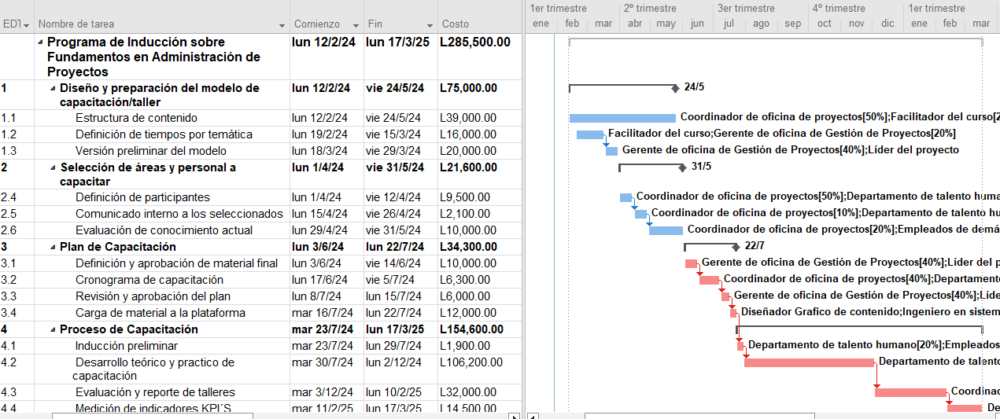 1er trimestre 2º trimestre 3er trimestre 4º trimestre 1er trimestre
EDT Nombre de tarea Comienzo Fin Costo ene feb mar abr may jun jul ago sep oct nov dic ene feb mar
Programa de Inducción sobre lun 12/2/24 lun 17/3/25 L285,500.00
Fundamentos en Administración de
Proyectos
1 Diseño y preparación del modelo de lun 12/2/24 vie 24/5/24 L75,000.00 24/5
capacitación/taller
1.1 Estructura de contenido lun 12/2/24 vie 24/5/24 L39,000.00 Coordinador de oficina de proyectos[50%];Facilitador del curso[2
1.2 Definición de tiempos por temática lun 19/2/24 vie 15/3/24 L16,000.00 Facilitador del curso;Gerente de oficina de Gestión de Proyectos[20%]
1.3 Versión preliminar del modelo lun 18/3/24 vie 29/3/24 L20,000.00 Gerente de oficina de Gestión de Proyectos[40%];Líder del proyecto
2 Selección de áreas y personal a lun 1/4/24 vie 31/5/24 L21,600.00 31/5
capacitar
2.4 Definición de participantes lun 1/4/24 vie 12/4/24 L9,500.00 Coordinador de oficina de proyectos[50%];Departamento de talento huma
2.5 Comunicado interno a los seleccionados lun 15/4/24 vie 26/4/24 L2,100.00 Coordinador de oficina de proyectos[10%];Departamento de talento hu
2.6 Evaluación de conocimiento actual lun 29/4/24 vie 31/5/24 L10,000.00 Coordinador de oficina de proyectos[20%];Empleados de demá
3 Plan de Capacitación lun 3/6/24 lun 22/7/24 L34,300.00 22/7
3.1 Definición y aprobación de material final lun 3/6/24 vie 14/6/24 L10,000.00 Gerente de oficina de Gestión de Proyectos[40%];Líder del p
3.2 Cronograma de capacitación lun 17/6/24 vie 5/7/24 L6,300.00 Coordinador de oficina de proyectos[40%];Departamento
3.3 Revisión y aprobación del plan lun 8/7/24 lun 15/7/24 L6,000.00 Gerente de oficina de Gestión de Proyectos[40%];Líde
3.4 Carga de material a la plataforma mar 16/7/24 lun 22/7/24 L12,000.00 Diseñador Grafico de contenido;Ingeniero en sistem
4 Proceso de Capacitación mar 23/7/24 lun 17/3/25 L154,600.00
4.1 Inducción preliminar mar 23/7/24 lun 29/7/24 L1,900.00 Departamento de talento humano[20%];Empleados
4.2 Desarrollo teórico y practico de mar 30/7/24 lun 2/12/24 L106,200.00 Departamento de talento
capacitación
4.3 Evaluación y reporte de talleres mar 3/12/24 lun 10/2/25 L32,000.00 Coordinad
4.4 Medición de indicadores KPI´S mar 11/2/25 lun 17/3/25 L14,500.00 De